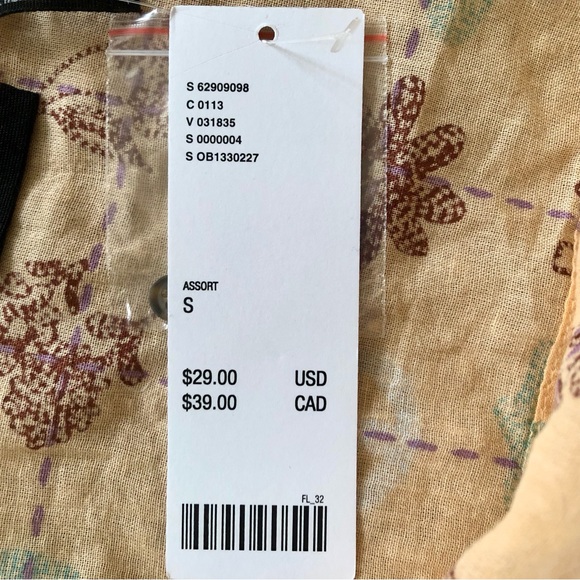 S 62909098
C 0113
V 031835
S 0000004
S OB1330227
ASSORT
S
$29.00 USD
$39.00 CAD
FL_32